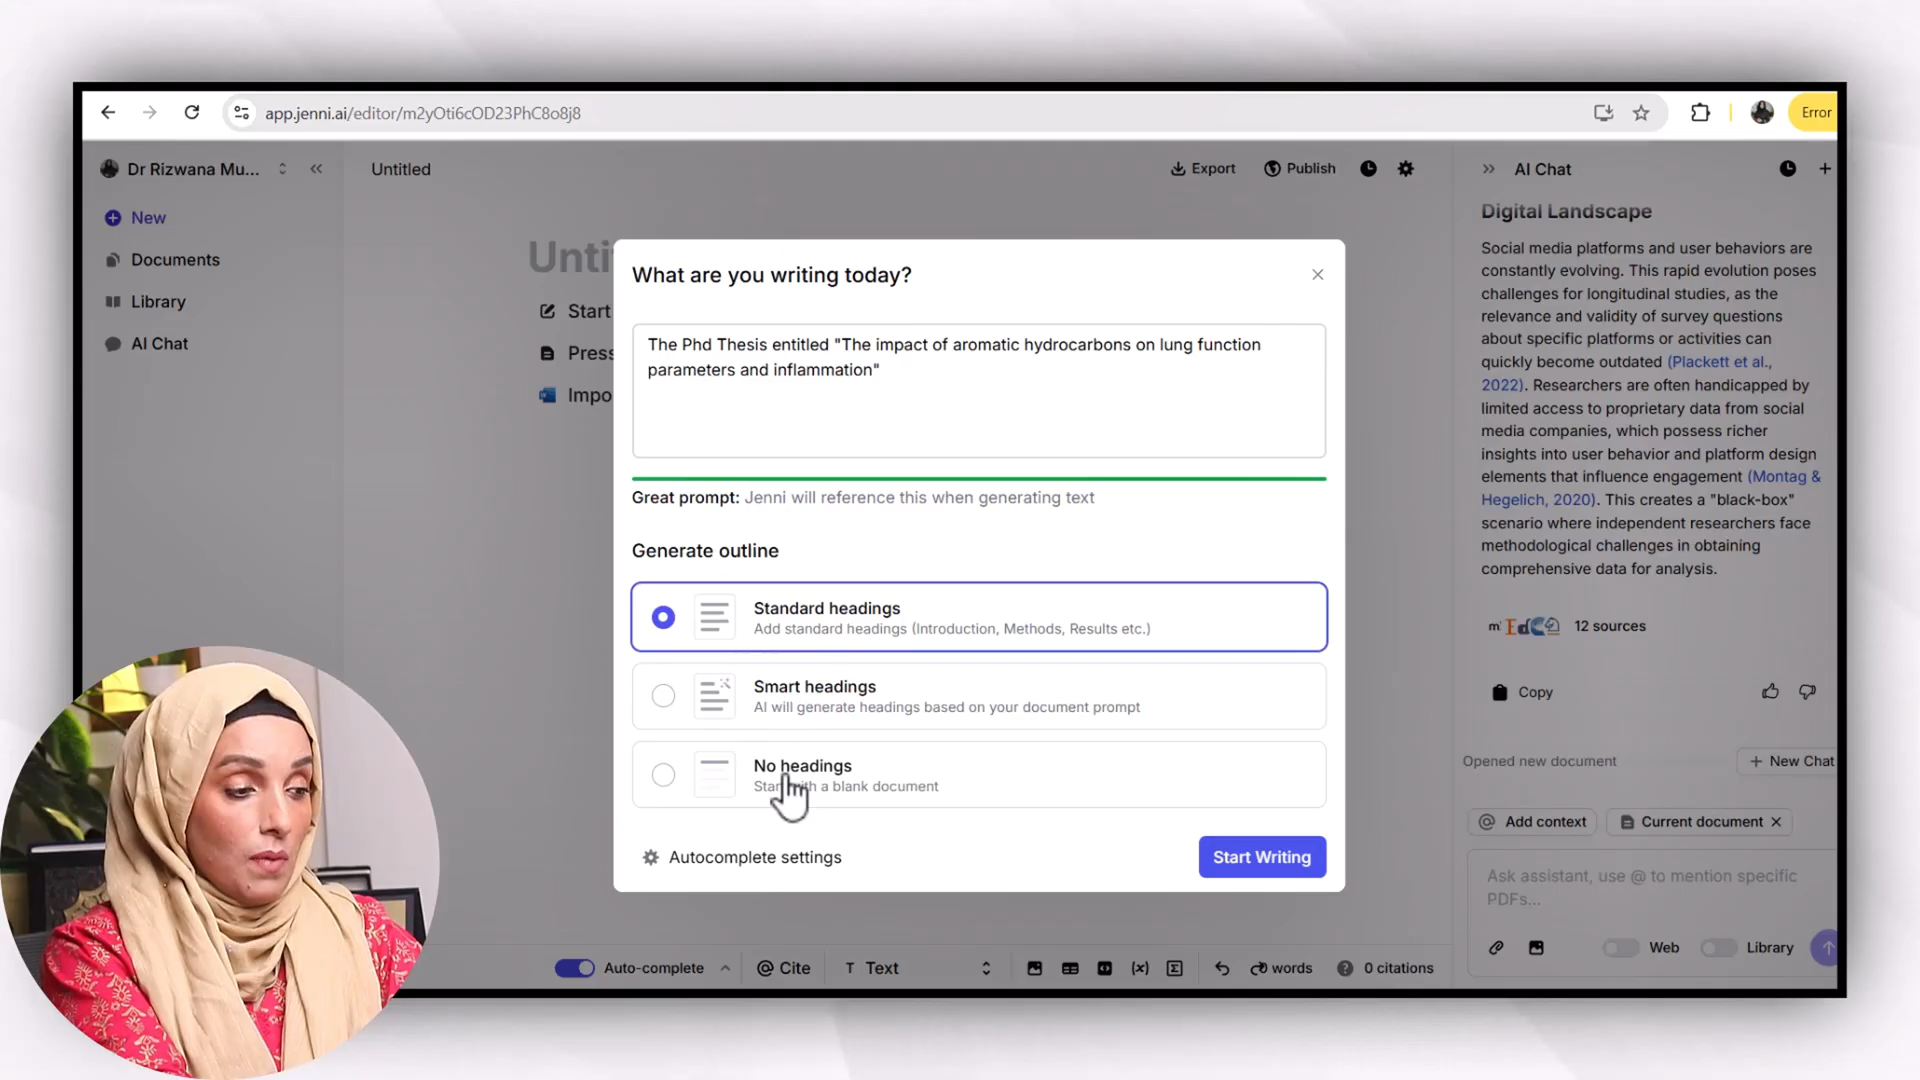 app.jenni.ai/editor/m2yOti6cOD23PhC8o8j8
Error
Dr Rizwana Mu...
New
Documents
Library
AI Chat
Untitled
Export
Publish
Unti
Start
Press
Impo
What are you writing today?
The Phd Thesis entitled "The impact of aromatic hydrocarbons on lung function
parameters and inflammation"
Great prompt: Jenni will reference this when generating text
Generate outline
Standard headings
Add standard headings (Introduction, Methods, Results etc.)
Smart headings
AI will generate headings based on your document prompt
No headings
Start with a blank document
Autocomplete settings
Start Writing
Auto-complete
Cite
T Text
words
0 citations
AI Chat
Digital Landscape
Social media platforms and user behaviors are
constantly evolving. This rapid evolution poses
challenges for longitudinal studies, as the
relevance and validity of survey questions
about specific platforms or activities can
quickly become outdated (Plackett et al.,
2022). Researchers are often handicapped by
limited access to proprietary data from social
media companies, which possess richer
insights into user behavior and platform design
elements that influence engagement (Montag &
Hegelich, 2020). This creates a "black-box"
scenario where independent researchers face
methodological challenges in obtaining
comprehensive data for analysis.
12 sources
Copy
Opened new document
New Chat
Add context
Current document
Ask assistant, use @ to mention specific
PDFs...
Web
Library